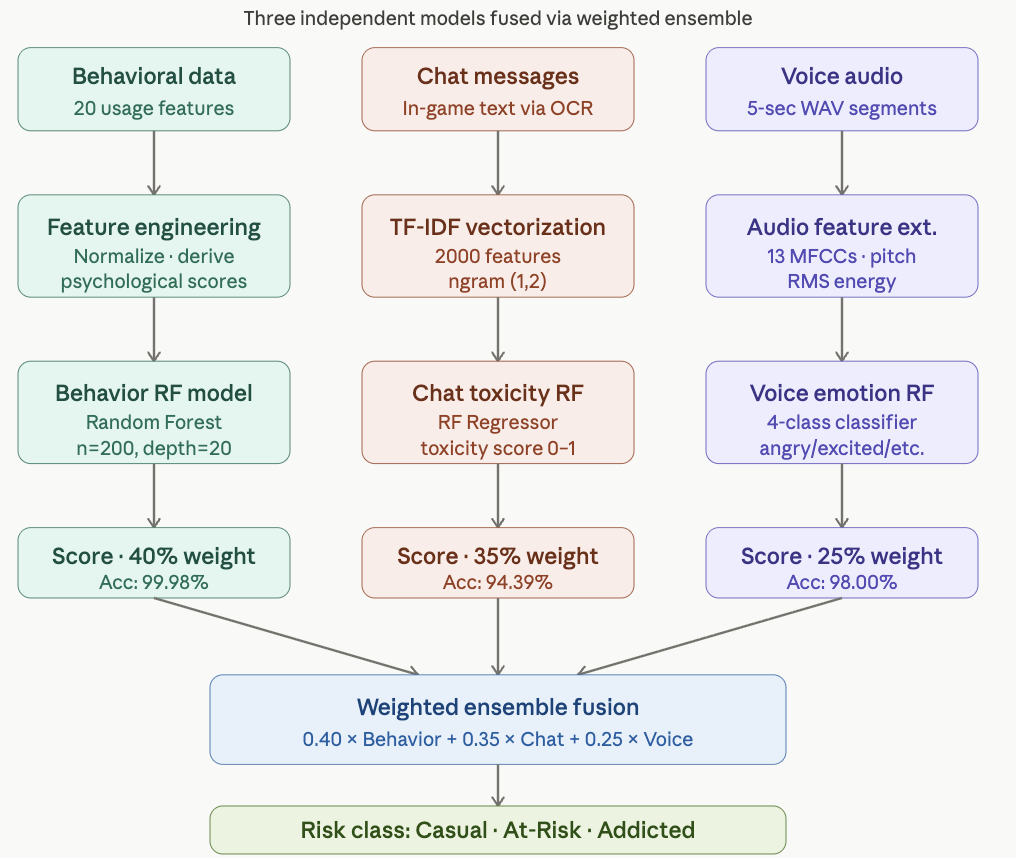 Three independent models fused via weighted ensemble
Behavioral data
20 usage features
Chat messages
In-game text via OCR
Voice audio
5-sec WAV segments
Feature engineering
Normalize · derive
psychological scores
TF-IDF vectorization
2000 features
ngram (1,2)
Audio feature ext.
13 MFCCs · pitch
RMS energy
Behavior RF model
Random Forest
n=200, depth=20
Chat toxicity RF
RF Regressor
toxicity score 0–1
Voice emotion RF
4-class classifier
angry/excited/etc.
Score · 40% weight
Acc: 99.98%
Score · 35% weight
Acc: 94.39%
Score · 25% weight
Acc: 98.00%
Weighted ensemble fusion
0.40 × Behavior + 0.35 × Chat + 0.25 × Voice
Risk class: Casual · At-Risk · Addicted